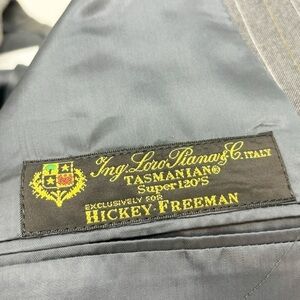 Ing. Loro Piana & C. ITALY
TASMANIAN®
Super 120's
EXCLUSIVELY FOR
HICKEY-FREEMAN